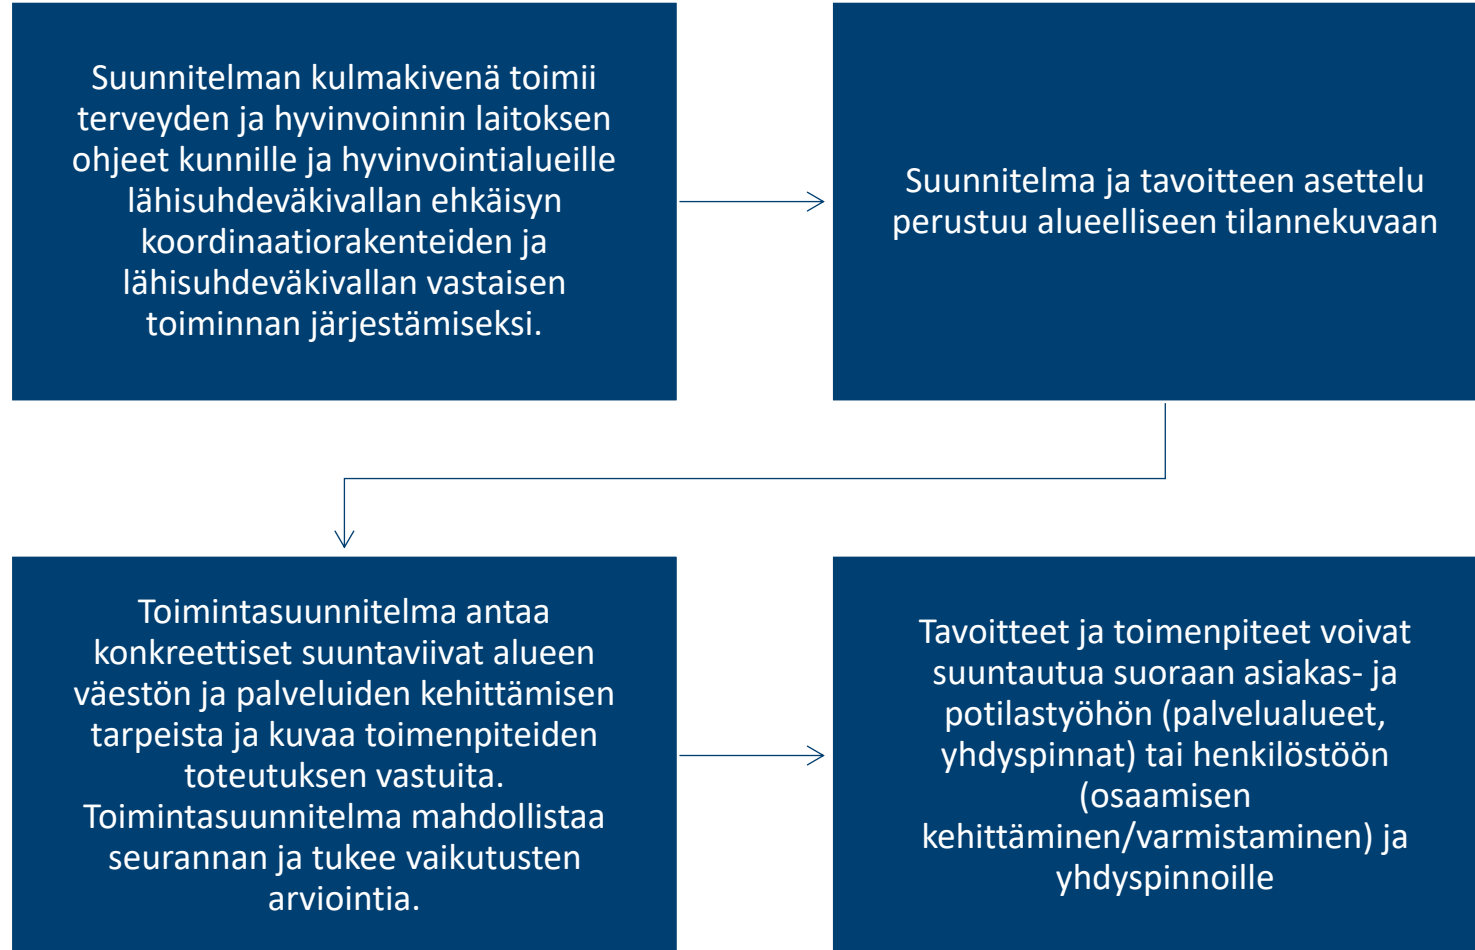 Suunnitelman kulmakivenä toimii
terveyden ja hyvinvoinnin laitoksen
ohjeet kunnille ja hyvinvointialueille
lähisuhdeväkivallan ehkäisyn
koordinaatiorakenteiden ja
lähisuhdeväkivallan vastaisen
toiminnan järjestämiseksi.
Suunnitelma ja tavoitteen asettelu
perustuu alueelliseen tilannekuvaan
Toimintasuunnitelma antaa
konkreettiset suuntaviivat alueen
väestön ja palveluiden kehittämisen
tarpeista ja kuvaa toimenpiteiden
toteutuksen vastuita.
Toimintasuunnitelma mahdollistaa
seurannan ja tukee vaikutusten
arviointia.
Tavoitteet ja toimenpiteet voivat
suuntautua suoraan asiakas- ja
potilastyöhön (palvelualueet,
yhdyspinnat) tai henkilöstöön
(osaamisen
kehittäminen/varmistaminen) ja
yhdyspinnoille